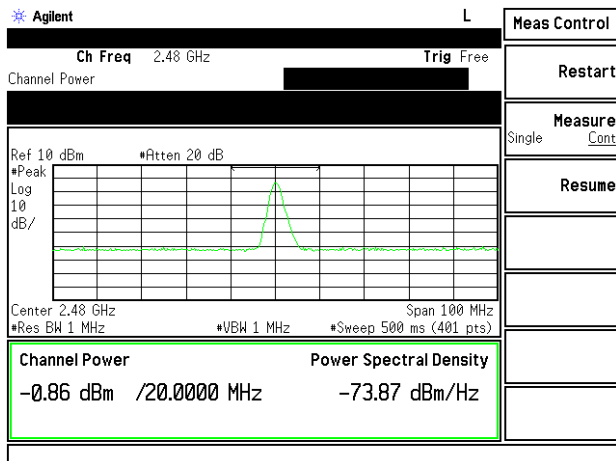 Agilent L
Meas Control
Ch Freq 2.48 GHz Trig Free
Channel Power
Restart
Measure
Single Cont
Resume
Ref 10 dBm #Atten 20 dB
#Peak
Log
10
dB/
Center 2.48 GHz Span 100 MHz
#Res BW 1 MHz #VBW 1 MHz #Sweep 500 ms (401 pts)
Channel Power Power Spectral Density
-0.86 dBm /20.0000 MHz -73.87 dBm/Hz